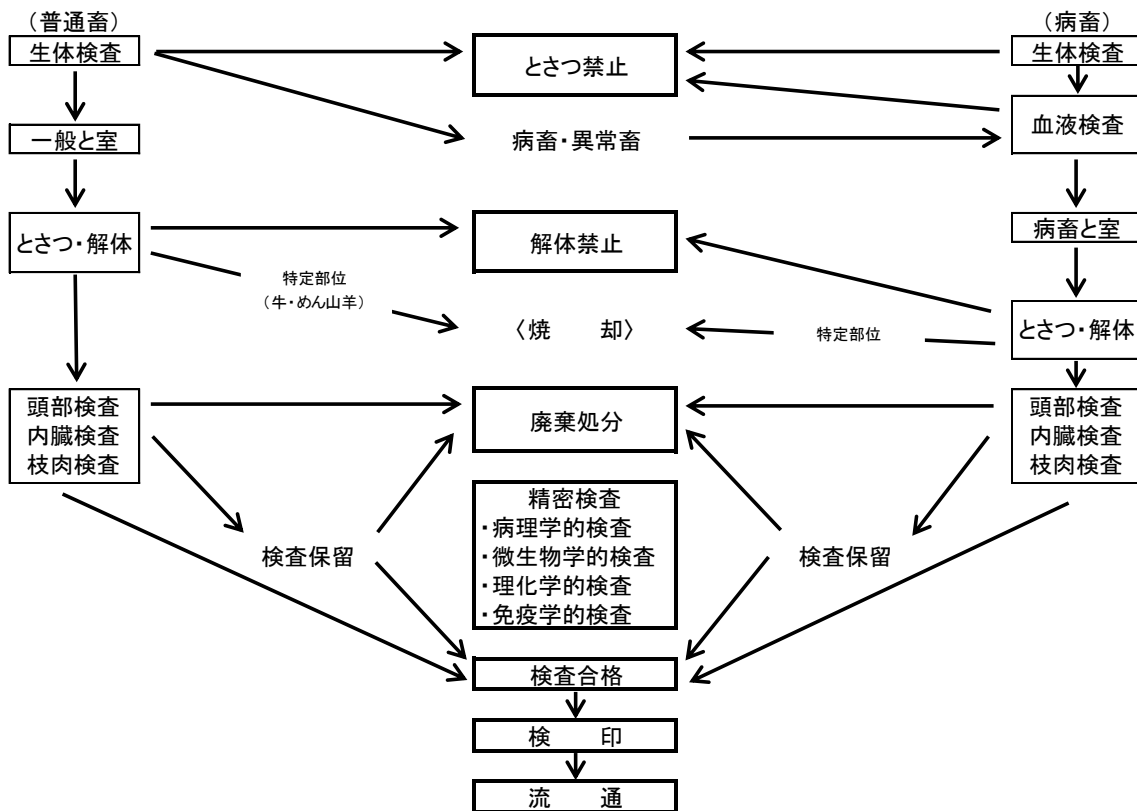 （普通畜）
（病畜）
生体検査
とさつ禁止
生体検査
一般と室
病畜・異常畜
血液検査
とさつ・解体
解体禁止
病畜と室
特定部位
（牛・めん山羊）
〈焼　　却〉
特定部位
とさつ・解体
頭部検査
内臓検査
枝肉検査
廃棄処分
頭部検査
内臓検査
枝肉検査
精密検査
・病理学的検査
・微生物学的検査
・理化学的検査
・免疫学的検査
検査保留
検査保留
検査合格
検　　印
流　　通